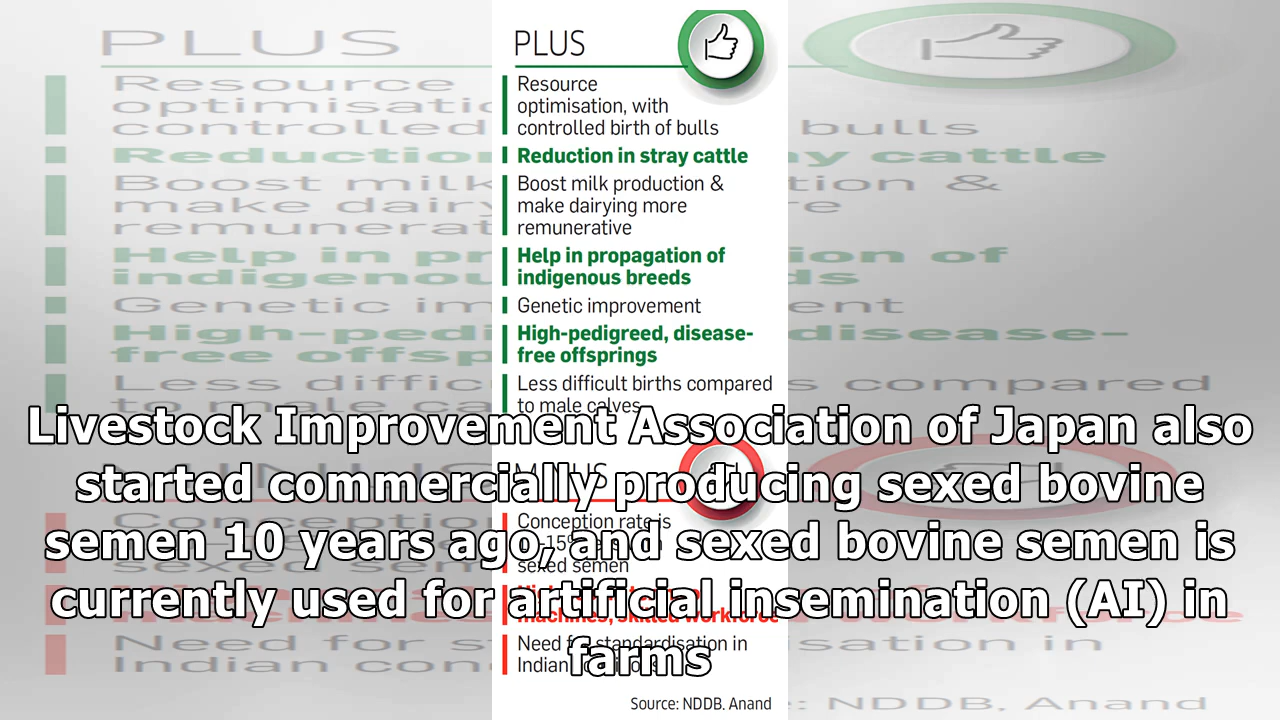 PLUS
Resource
optimisation, with
controlled birth of bulls
Reduction in stray cattle
Boost milk production &
make dairying more
remunerative
Help in propagation of
indigenous breeds
Genetic improvement
High-pedigreed, disease-
free offsprings
Less difficult births compared
to male calves
Livestock Improvement Association of Japan also
started commercially producing sexed bovine
semen 10 years ago, and sexed bovine semen is
currently used for artificial insemination (AI) in
farms
MINUS
Conception rate is
sexed semen
machines, skilled workforce
Need for standardisation in
Indian
Source: NDDB, Anand